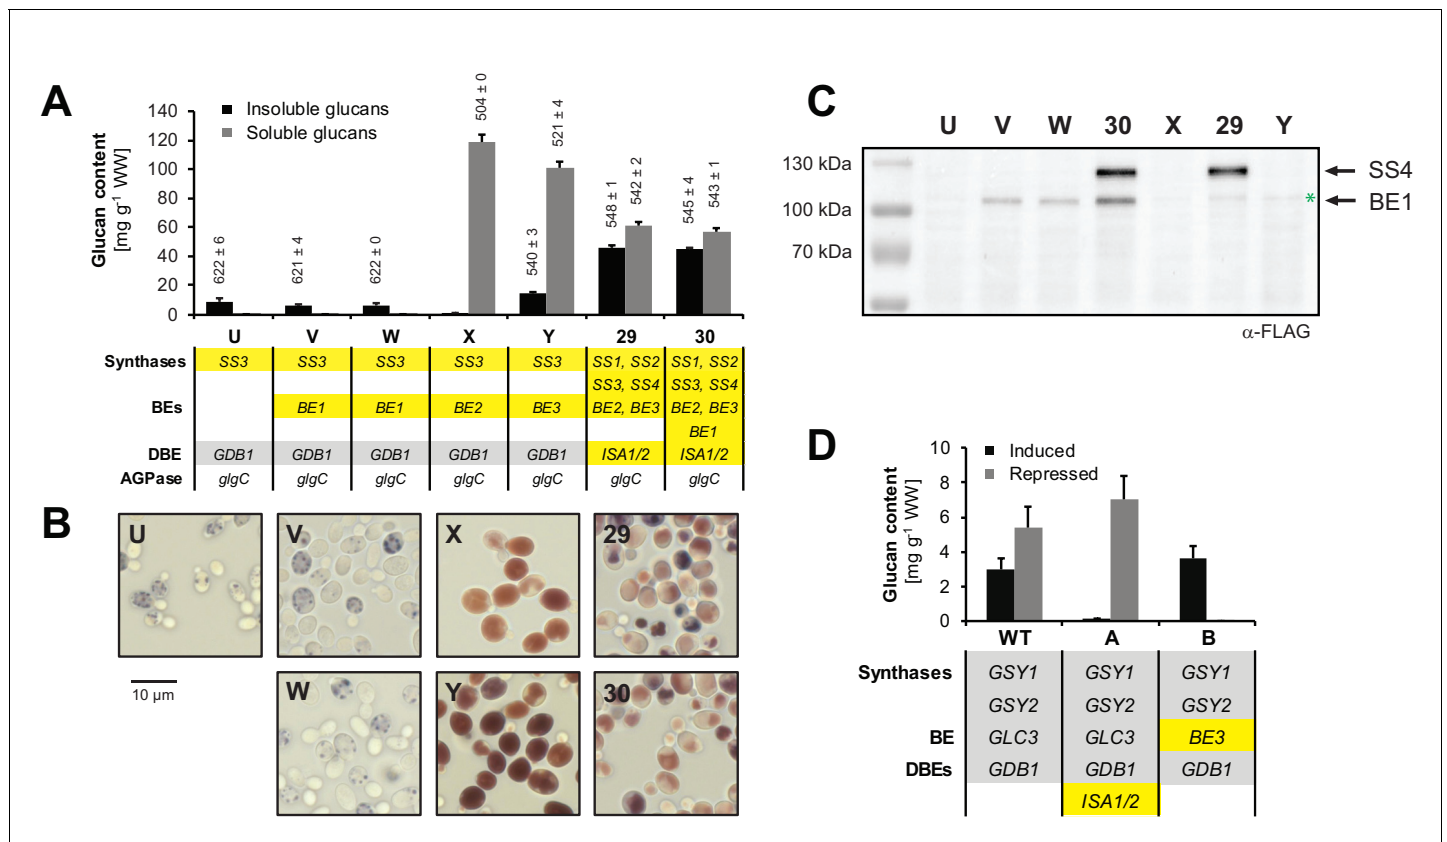 A
Glucan content
[mg g-1 WW]
140
120
100
80
60
40
20
0
Insoluble glucans
Soluble glucans
622 ± 6
621 ± 4
622 ± 0
504 ± 0
540 ± 3
521 ± 4
548 ± 1
542 ± 2
545 ± 4
543 ± 1
U V W X Y 29 30
Synthases SS3 SS3 SS3 SS3 SS3 SS1, SS2 SS1, SS2
SS3, SS4 SS3, SS4
BEs BE1 BE1 BE2 BE3 BE2, BE3 BE2, BE3
BE1
DBE GDB1 GDB1 GDB1 GDB1 GDB1 ISA1/2 ISA1/2
AGPase glgC glgC glgC glgC glgC glgC glgC
B
U V X 29
W Y 30
10 µm
C
U V W 30 X 29 Y
130 kDa
100 kDa
70 kDa
SS4
* BE1
α-FLAG
D
Glucan content
[mg g-1 WW]
10
8
6
4
2
0
Induced
Repressed
WT A B
Synthases GSY1 GSY1 GSY1
GSY2 GSY2 GSY2
BE GLC3 GLC3 BE3
DBEs GDB1 GDB1 GDB1
ISA1/2